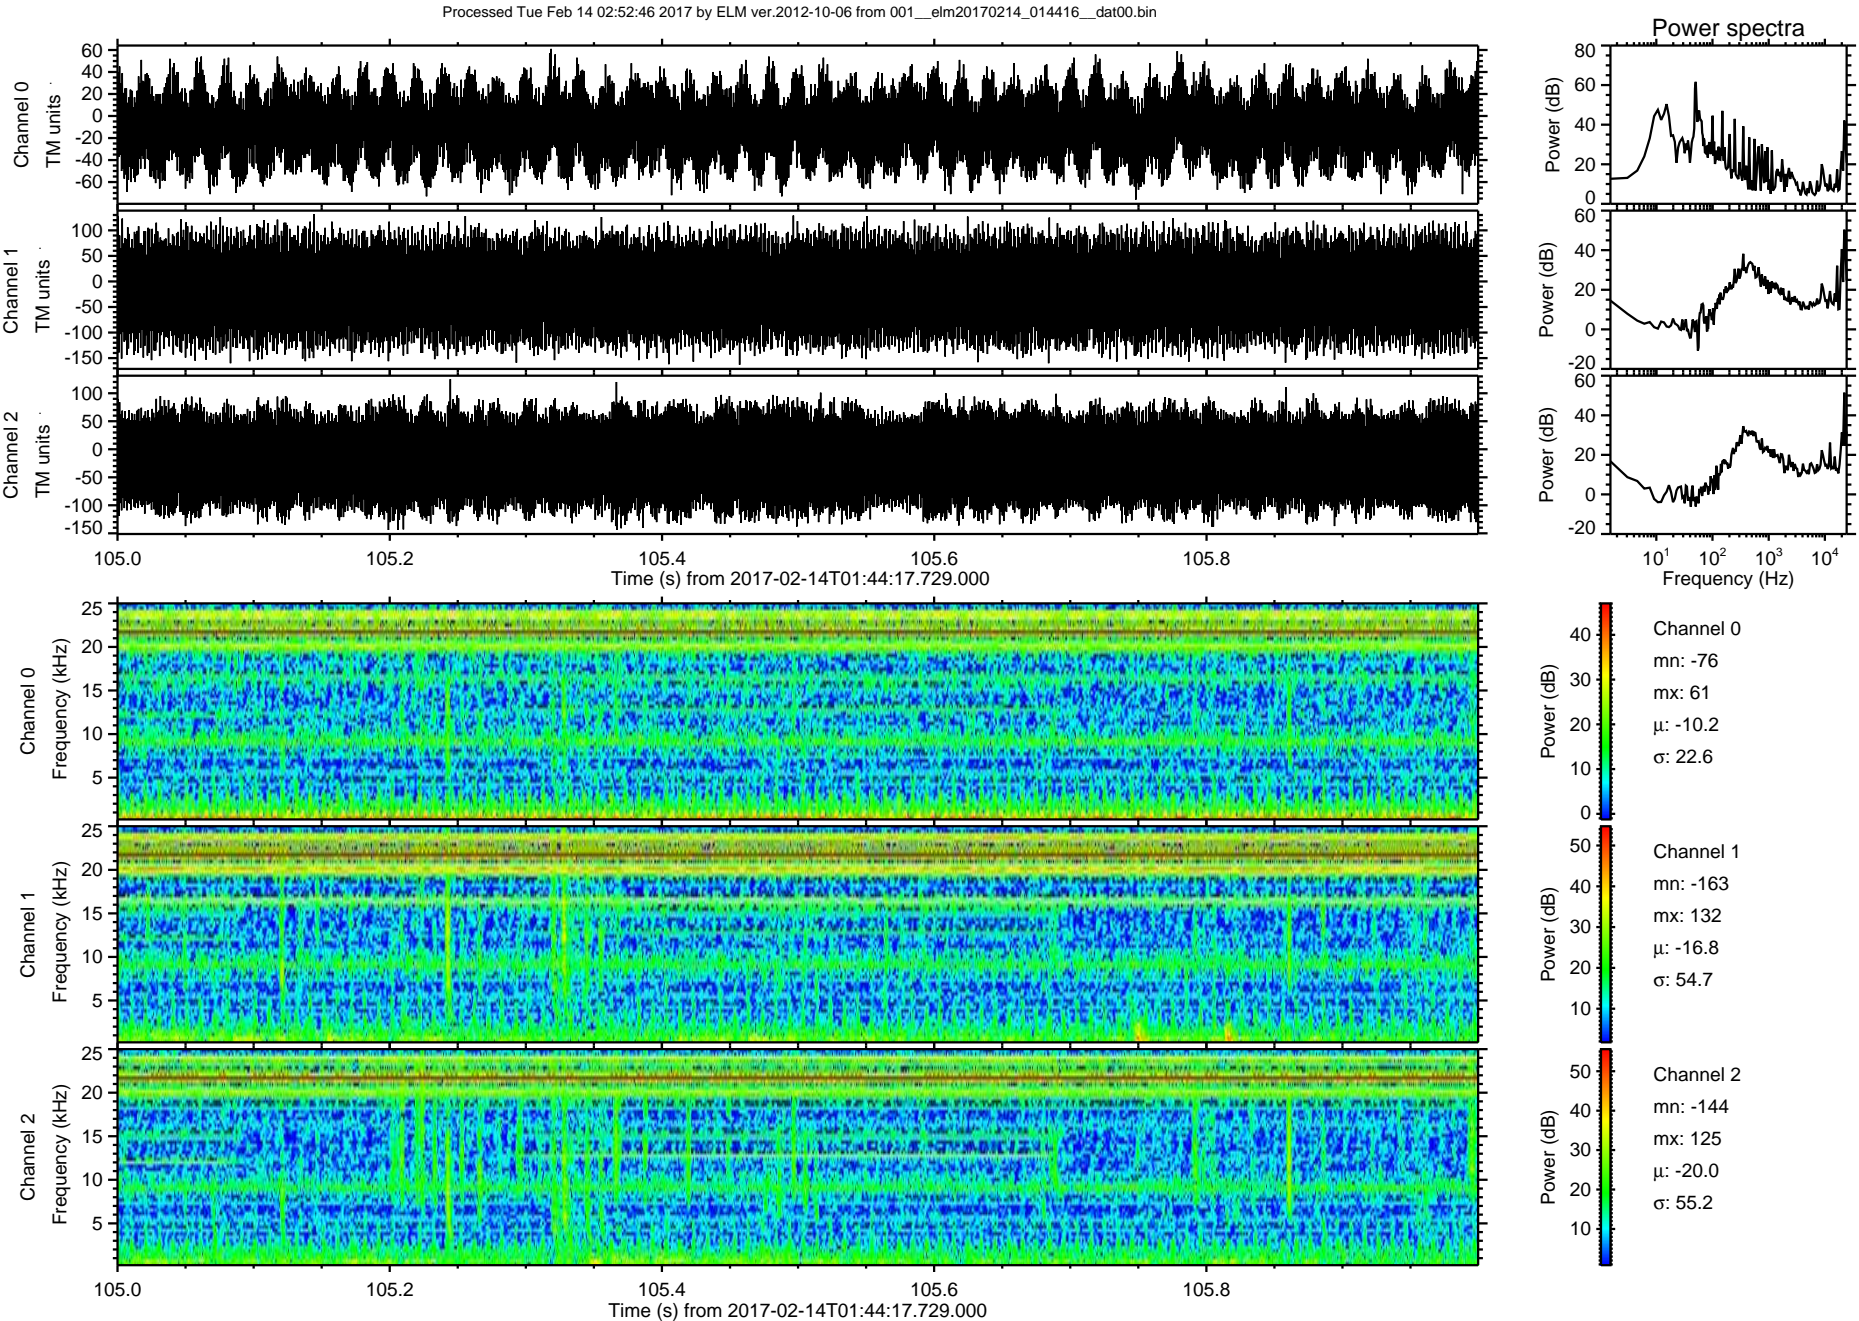 Processed Tue Feb 14 02:52:46 2017 by ELM ver.2012-10-06 from 001__elm20170214_014416__dat00.bin
Power spectra
Channel 0
TM units
60
40
20
0
-20
-40
-60
Power (dB)
80
60
40
20
0
Channel 1
TM units
100
50
0
-50
-100
-150
Power (dB)
60
40
20
0
-20
Channel 2
TM units
100
50
0
-50
-100
-150
Power (dB)
60
40
20
0
-20
105.0 105.2 105.4 105.6 105.8
Time (s) from 2017-02-14T01:44:17.729.000
10^1 10^2 10^3 10^4
Frequency (Hz)
Channel 0
Frequency (kHz)
25
20
15
10
5
Power (dB)
40
30
20
10
0
Channel 0
mn: -76
mx: 61
μ: -10.2
σ: 22.6
Channel 1
Frequency (kHz)
25
20
15
10
5
Power (dB)
50
40
30
20
10
Channel 1
mn: -163
mx: 132
μ: -16.8
σ: 54.7
Channel 2
Frequency (kHz)
25
20
15
10
5
Power (dB)
50
40
30
20
10
Channel 2
mn: -144
mx: 125
μ: -20.0
σ: 55.2
105.0 105.2 105.4 105.6 105.8
Time (s) from 2017-02-14T01:44:17.729.000